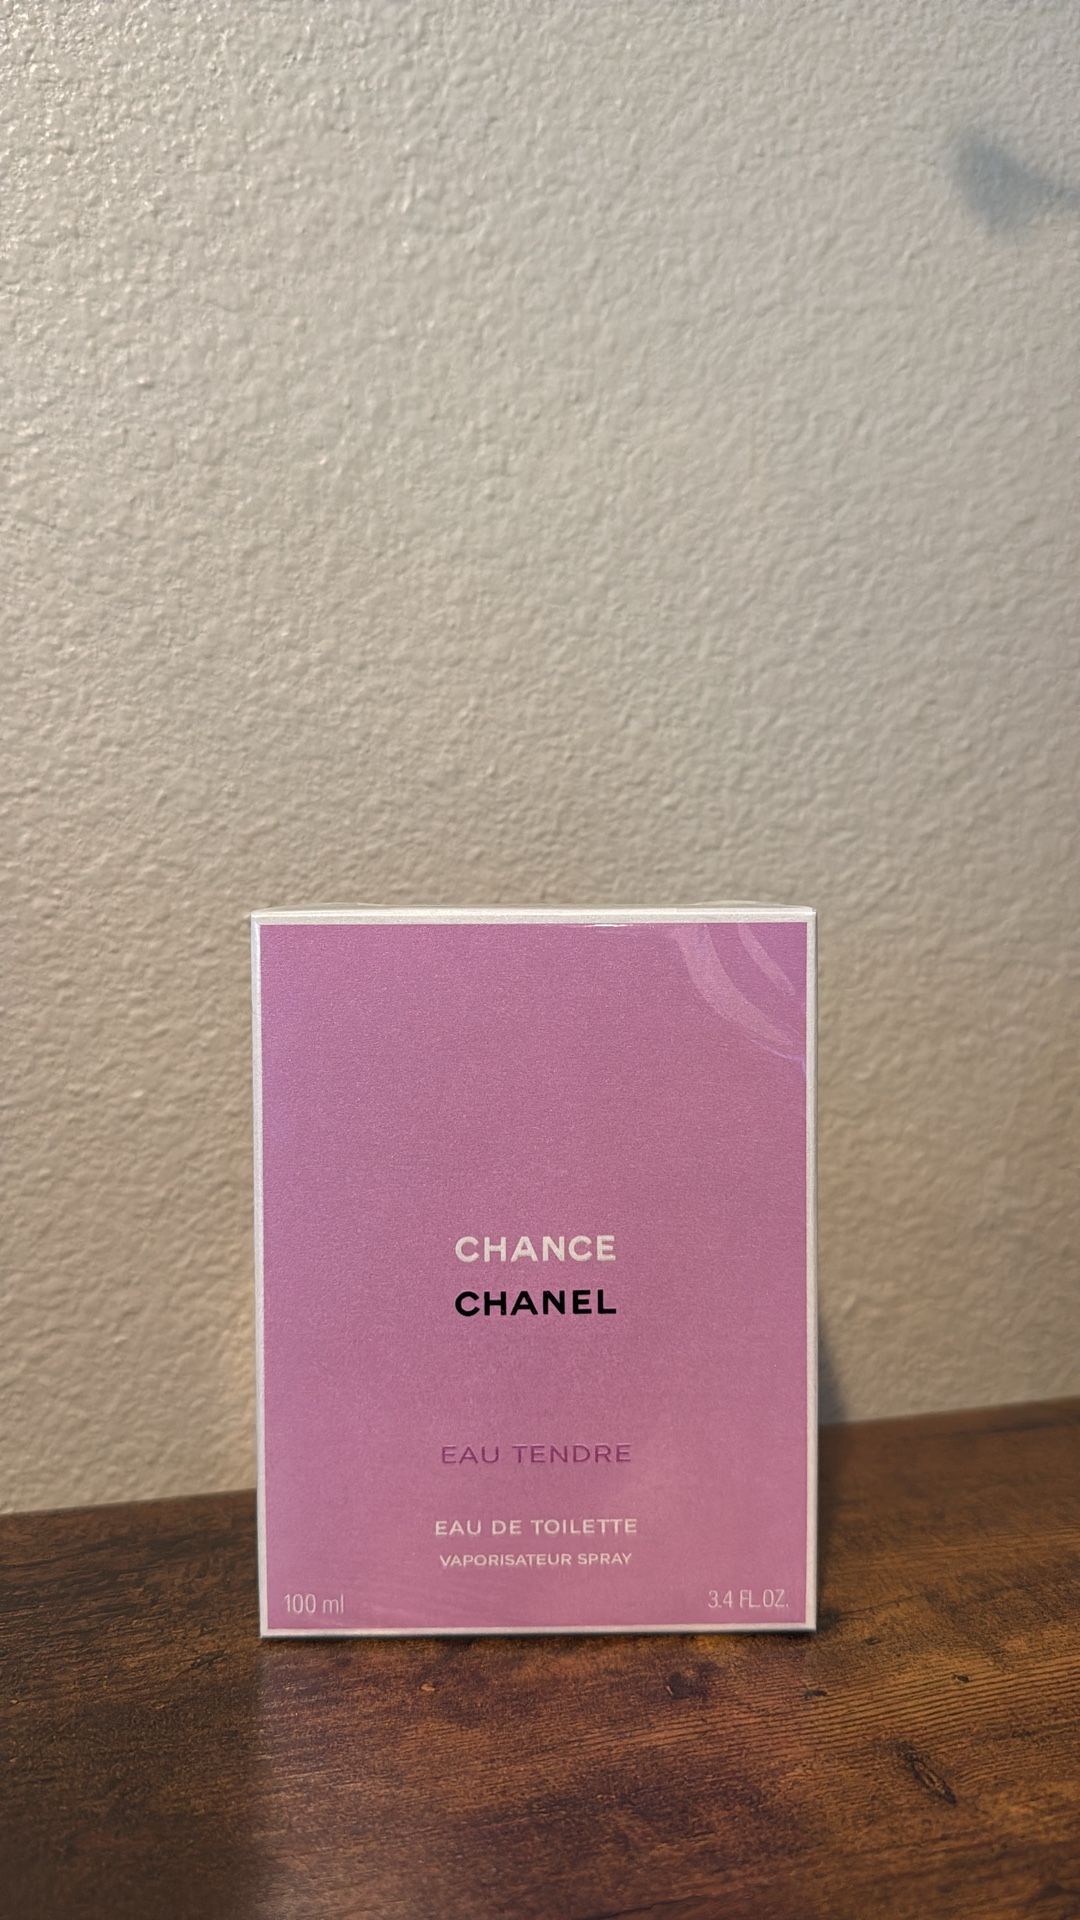 CHANCE
CHANEL
EAU TENDRE
EAU DE TOILETTE
VAPORISATEUR SPRAY
100 ml
3.4 FL.OZ.